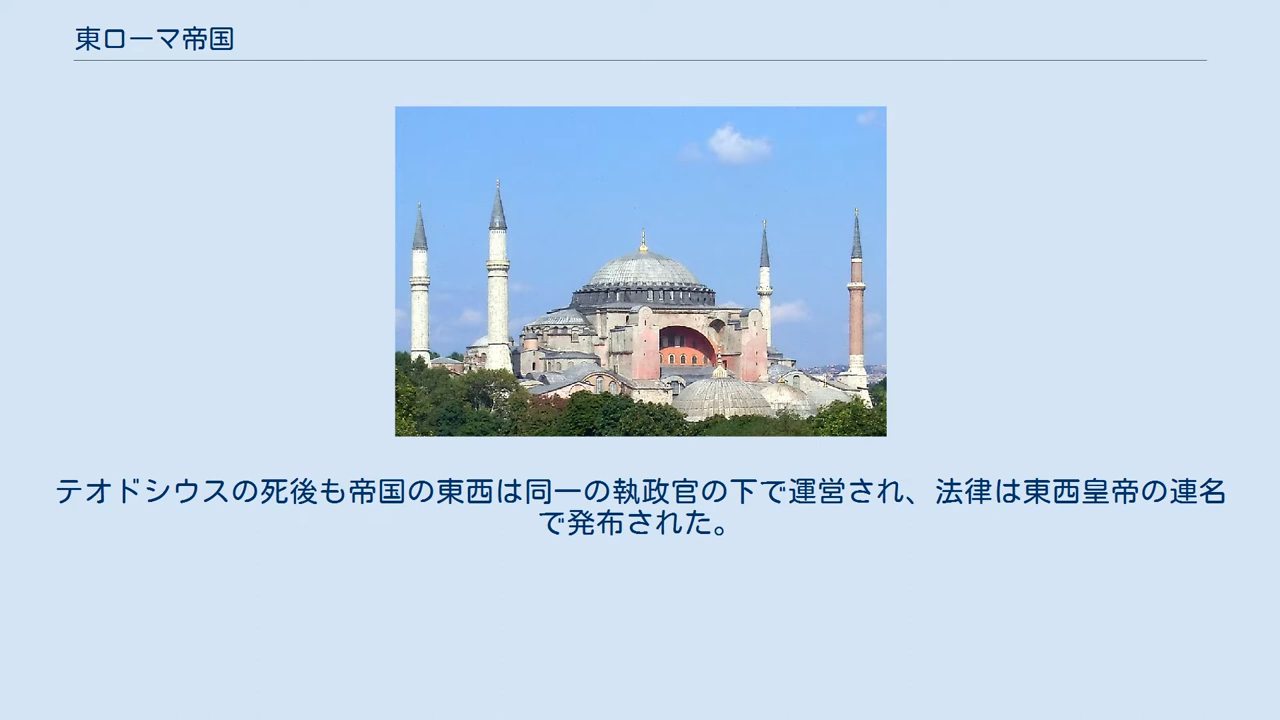 東ローマ帝国
テオドシウスの死後も帝国の東西は同一の執政官の下で運営され、法律は東西皇帝の連名
で発布された。